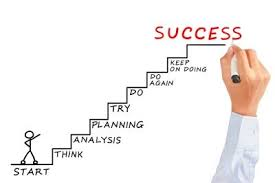 SUCCESS
KEEP
ON DOING
DO
AGAIN
DO
TRY
PLANNING
ANALYSIS
THINK
START